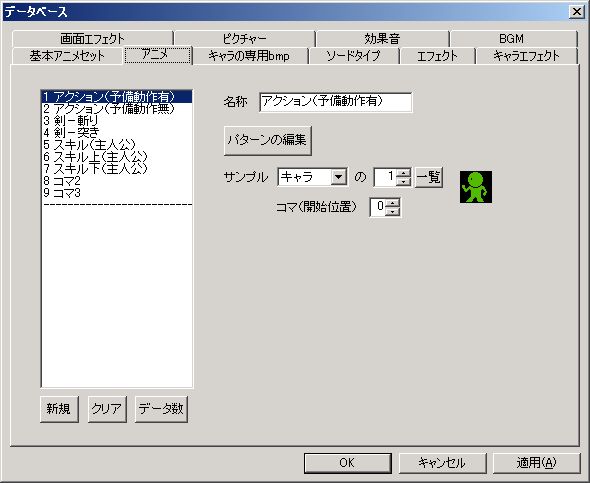 データベース
画面エフェクト ピクチャー 効果音 BGM
基本アニメセット アニメ キャラの専用bmp ソードタイプ エフェクト キャラエフェクト
1 アクション(予備動作有)
2 アクション(予備動作無)
3 剣－斬り
4 剣－突き
5 スキル(主人公)
6 スキル上(主人公)
7 スキル下(主人公)
8 コマ2
9 コマ3
名称 アクション(予備動作有)
パターンの編集
サンプル キャラ の 1 一覧
コマ(開始位置) 0
新規 クリア データ数
OK キャンセル 適用(A)